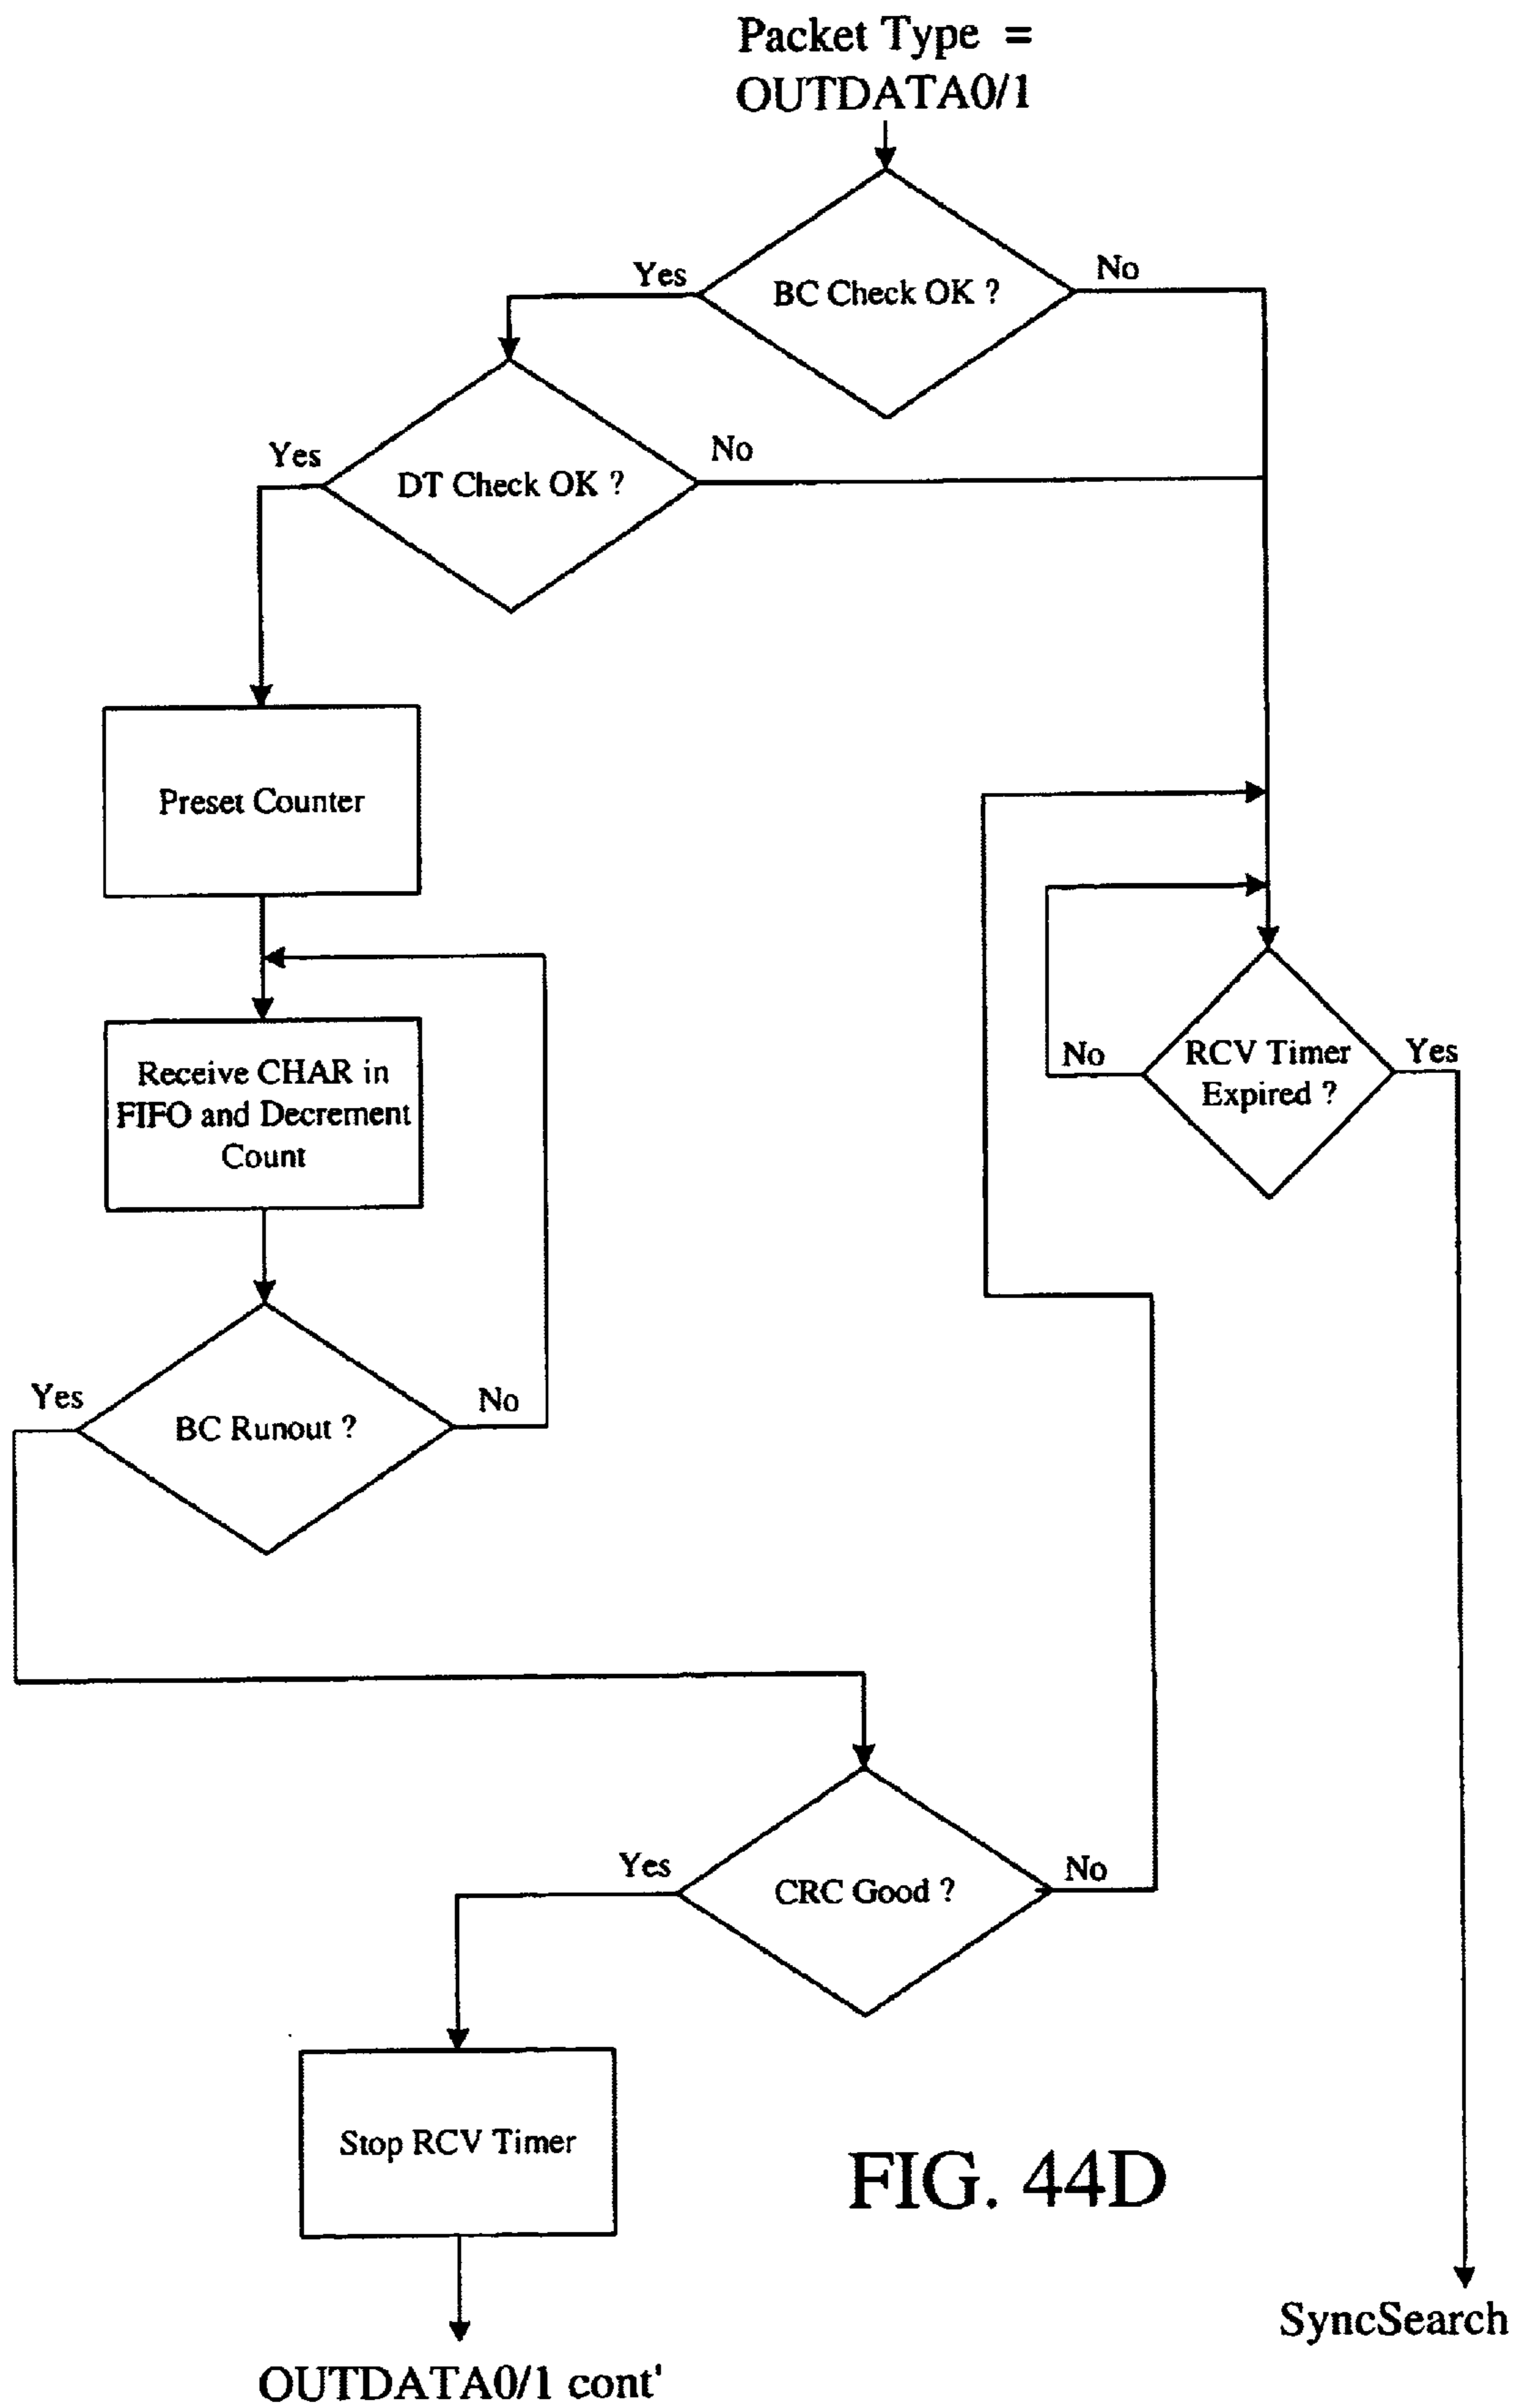 Packet Type =
OUTDATA0/1
Yes
BC Check OK ?
No
Yes
DT Check OK ?
No
Preset Counter
Receive CHAR in
FIFO and Decrement
Count
No
RCV Timer
Expired ?
Yes
Yes
BC Runout ?
No
Yes
CRC Good ?
No
Stop RCV Timer
FIG. 44D
SyncSearch
OUTDATA0/1 cont'